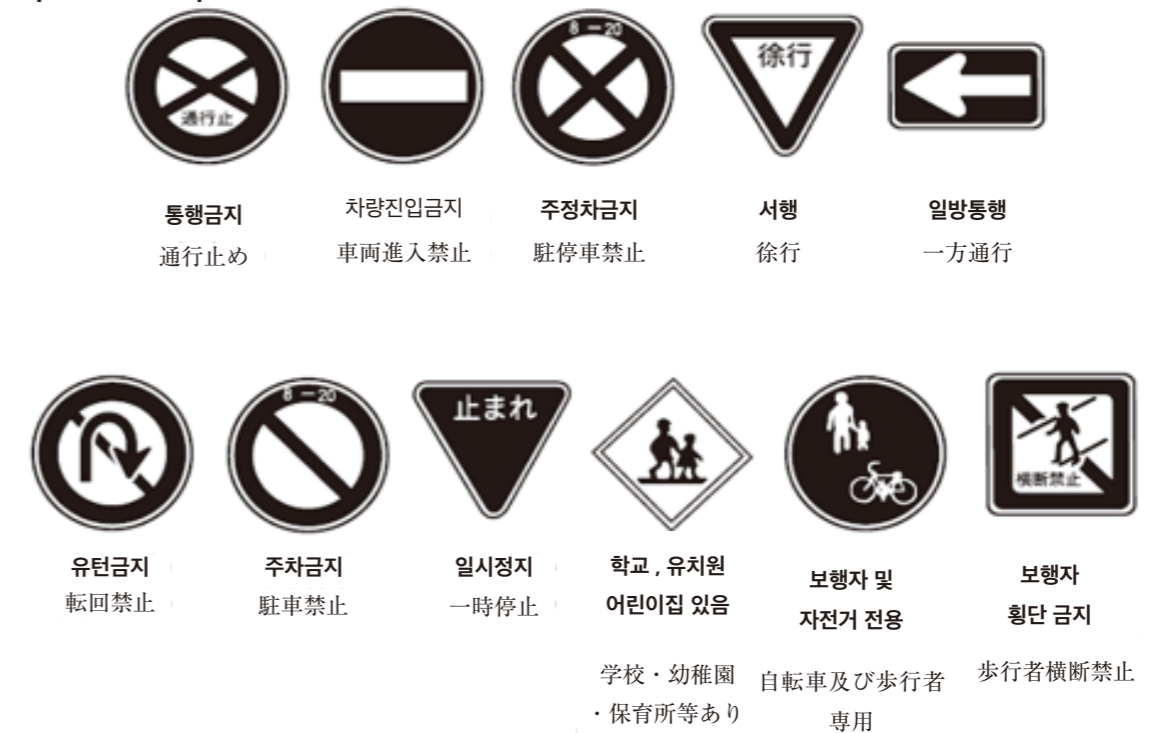 通行止
8-20
徐行
통행금지
차량진입금지
주정차금지
서행
일방통행
通行止め
車両進入禁止
駐停車禁止
徐行
一方通行
8-20
止まれ
横断禁止
유턴금지
주차금지
일시정지
학교 , 유치원
어린이집 있음
보행자 및
자전거 전용
보행자
횡단 금지
転回禁止
駐車禁止
一時停止
学校・幼稚園
・保育所等あり
自転車及び歩行者
専用
歩行者横断禁止